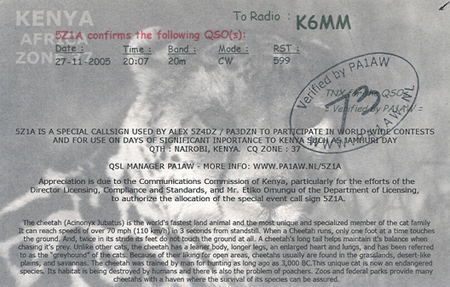 KENYA
AFRICA
ZONE 37
To Radio : K6MM
5Z1A confirms the following QSO(s):
Date : Time : Band : Mode : RST :
27-11-2005 20:07 20m CW 599
TNX for the QSO
= Verified by PA1AW =
Verified by PA1AW
73
WWW.PA1AW.NL
5Z1A IS A SPECIAL CALLSIGN USED BY ALEX 5Z4DZ / PA3DZN TO PARTICIPATE IN WORLD WIDE CONTESTS
AND FOR USE ON DAYS OF SIGNIFICANT INPORTANCE TO KENYA SUCH AS JAMHURI DAY
QTH : NAIROBI, KENYA. CQ ZONE : 37
QSL MANAGER PA1AW - MORE INFO: WWW.PA1AW.NL/5Z1A
Appreciation is due to the Communications Commission of Kenya, particularly for the efforts of the
Director Licensing, Compliance and Standards, and Mr. Etiko Omungu of the Department of Licensing,
to authorize the allocation of the special event call sign 5Z1A.
The cheetah (Acinonyx Jubatus) is the world's fastest land animal and the most unique and specialized member of the cat family
It can reach speeds of over 70 mph (110 km/h) in 3 seconds from standstill. When a Cheetah runs, only one foot at a time touches
the ground. And, twice in its stride its feet do not touch the ground at all. A cheetah's long tail helps maintain it's balance when
chasing it's prey. Unlike other cats, the cheetah has a leaner body, longer legs, an enlarged heart and lungs, and has been referred
to as the "greyhound" of the cats. Because of their liking for open areas, cheetahs usually are found in the grasslands, desert-like
plains, and savannas. The cheetah was trained by man for hunting as long ago as 3,000 BC.This unique cat is now an endangered
species. Its habitat is being destroyed by humans and there is also the problem of poachers. Zoos and federal parks provide many
cheetahs with a haven where the survival of its species can be assured.